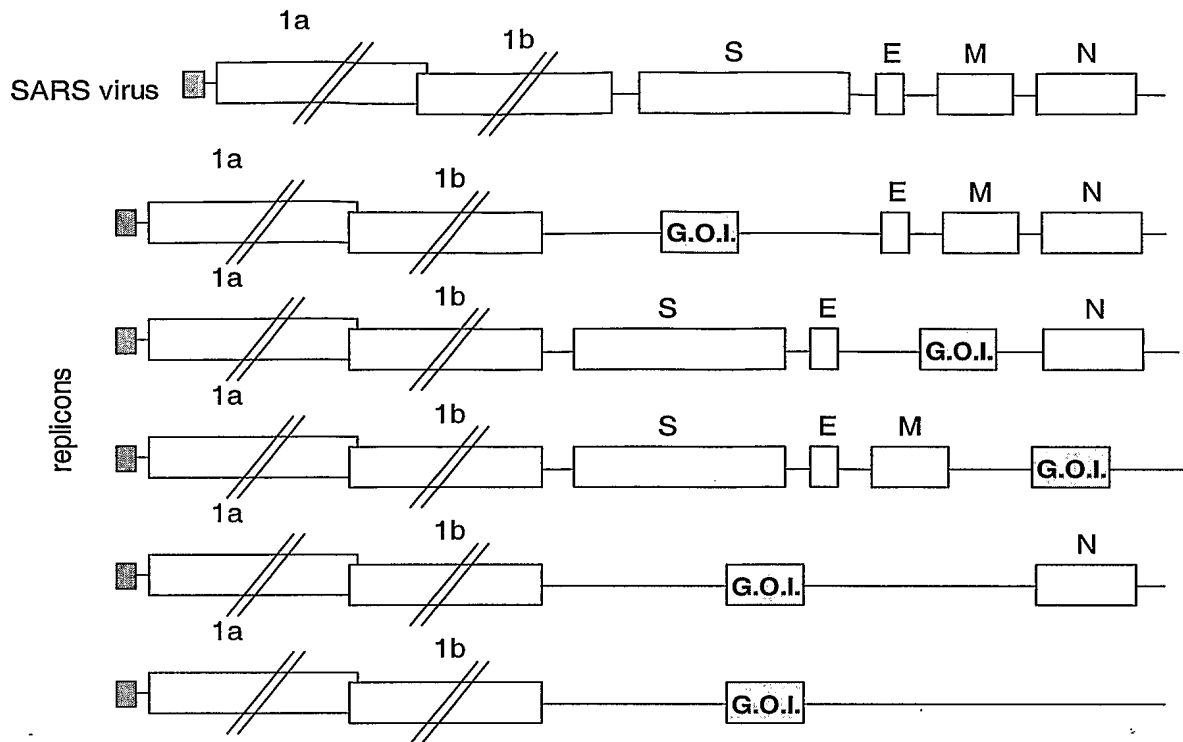 1a
1b
S E M N
SARS virus
1a
1b
E M N
G.O.I.
1a
1b
S E N
G.O.I.
replicons
1a
1b
S E M
G.O.I.
1a
1b
N
G.O.I.
1a
1b
G.O.I.